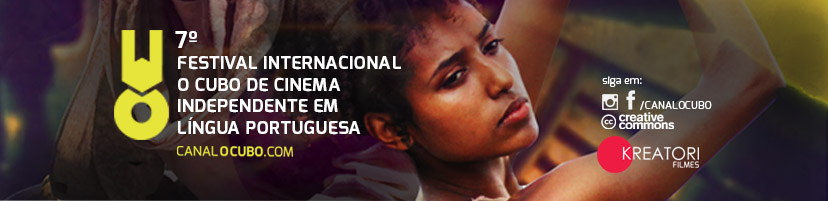 7º
FESTIVAL INTERNACIONAL
O CUBO DE CINEMA
INDEPENDENTE EM
LÍNGUA PORTUGUESA
CANALOCUBO.COM
siga em:
f /CANALOCUBO
cc creative
commons
KREATORI
FILMES